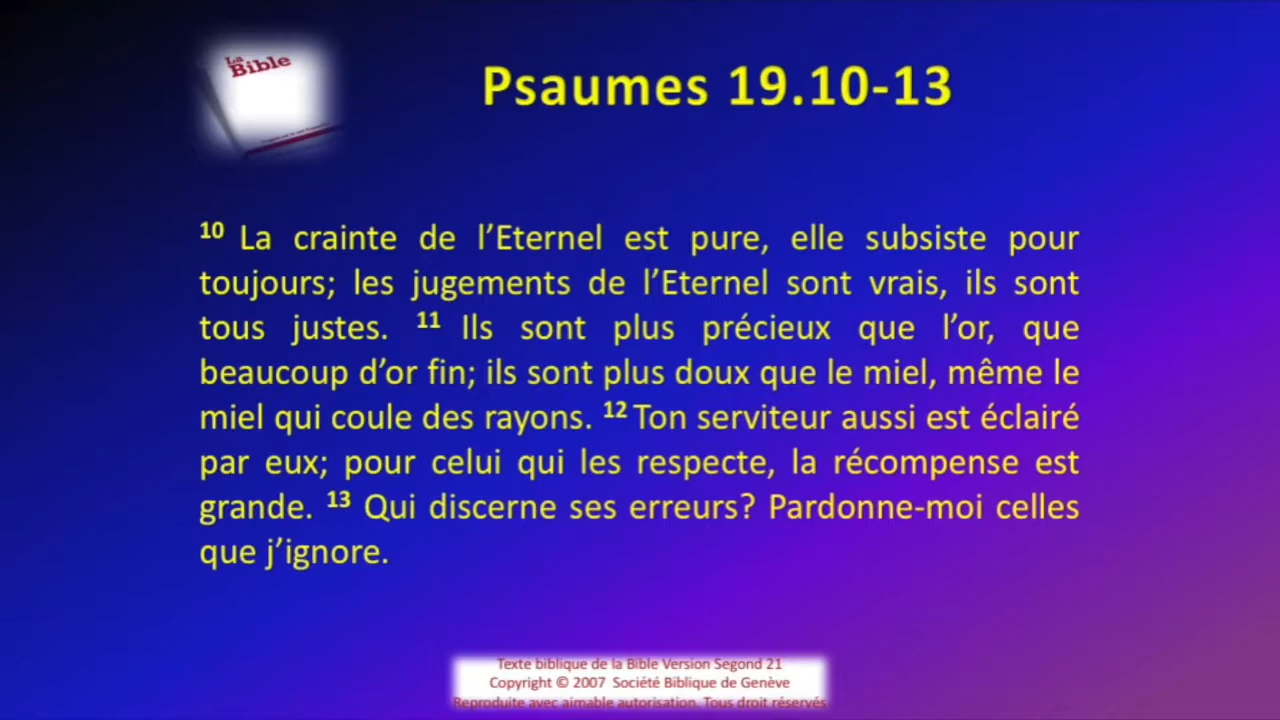 La
Bible
Psaumes 19.10-13
10 La crainte de l’Eternel est pure, elle subsiste pour
toujours; les jugements de l’Eternel sont vrais, ils sont
tous justes. 11 Ils sont plus précieux que l’or, que
beaucoup d’or fin; ils sont plus doux que le miel, même le
miel qui coule des rayons. 12 Ton serviteur aussi est éclairé
par eux; pour celui qui les respecte, la récompense est
grande. 13 Qui discerne ses erreurs? Pardonne-moi celles
que j’ignore.
Texte biblique de la Bible Version Segond 21
Copyright © 2007 Société Biblique de Genève
Reproduite avec aimable autorisation. Tous droit réservés